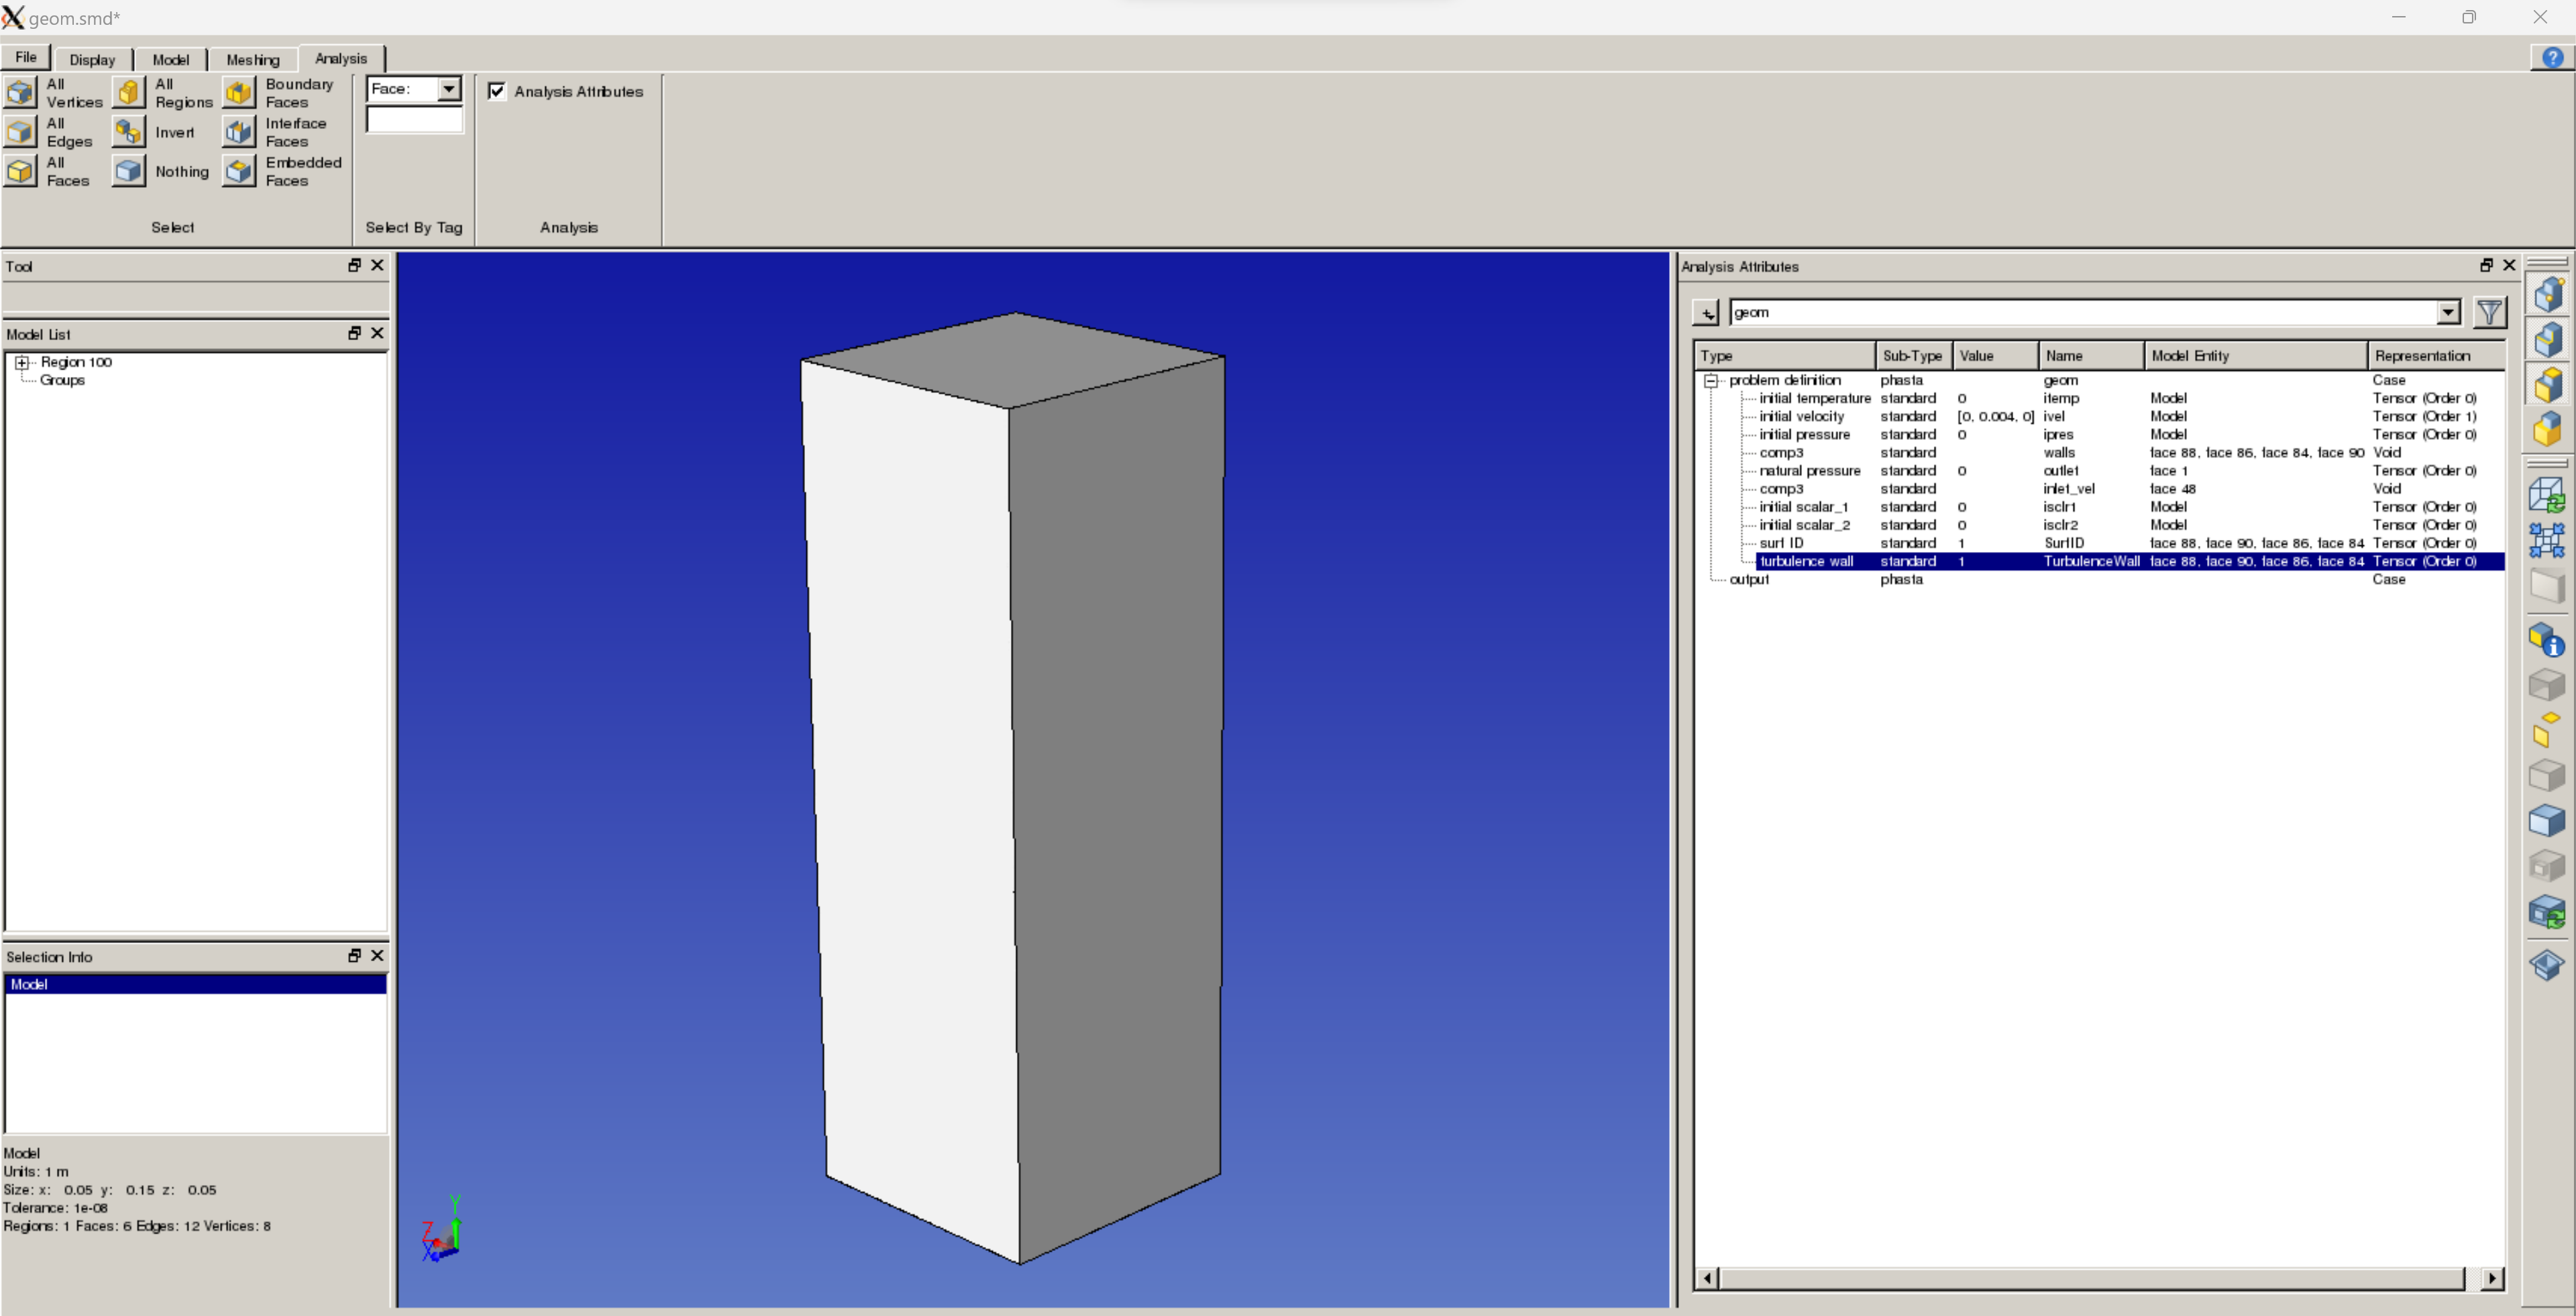 geom.smd*
File Display Model Meshing Analysis
All Vertices
All Regions
Boundary Faces
All Edges
Invert
Interface Faces
All Faces
Nothing
Embedded Faces
Select
Face:
Select By Tag
Analysis Attributes
Analysis
Tool
Model List
Region 100
Groups
Selection Info
Model
Model
Units: 1 m
Size: x: 0.05 y: 0.15 z: 0.05
Tolerance: 1e-08
Regions: 1 Faces: 6 Edges: 12 Vertices: 8
Y
Z
X
Analysis Attributes
geom
Type Sub-Type Value Name Model Entity Representation
problem definition phasta geom Case
initial temperature standard 0 itemp Model Tensor (Order 0)
initial velocity standard [0, 0.004, 0] ivel Model Tensor (Order 1)
initial pressure standard 0 ipres Model Tensor (Order 0)
comp3 standard walls face 88, face 86, face 84, face 90 Void
natural pressure standard 0 outlet face 1 Tensor (Order 0)
comp3 standard inlet_vel face 48 Void
initial scalar_1 standard 0 isclr1 Model Tensor (Order 0)
initial scalar_2 standard 0 isclr2 Model Tensor (Order 0)
surf ID standard 1 SurfID face 88, face 90, face 86, face 84 Tensor (Order 0)
turbulence wall standard 1 TurbulenceWall face 88, face 90, face 86, face 84 Tensor (Order 0)
output phasta Case